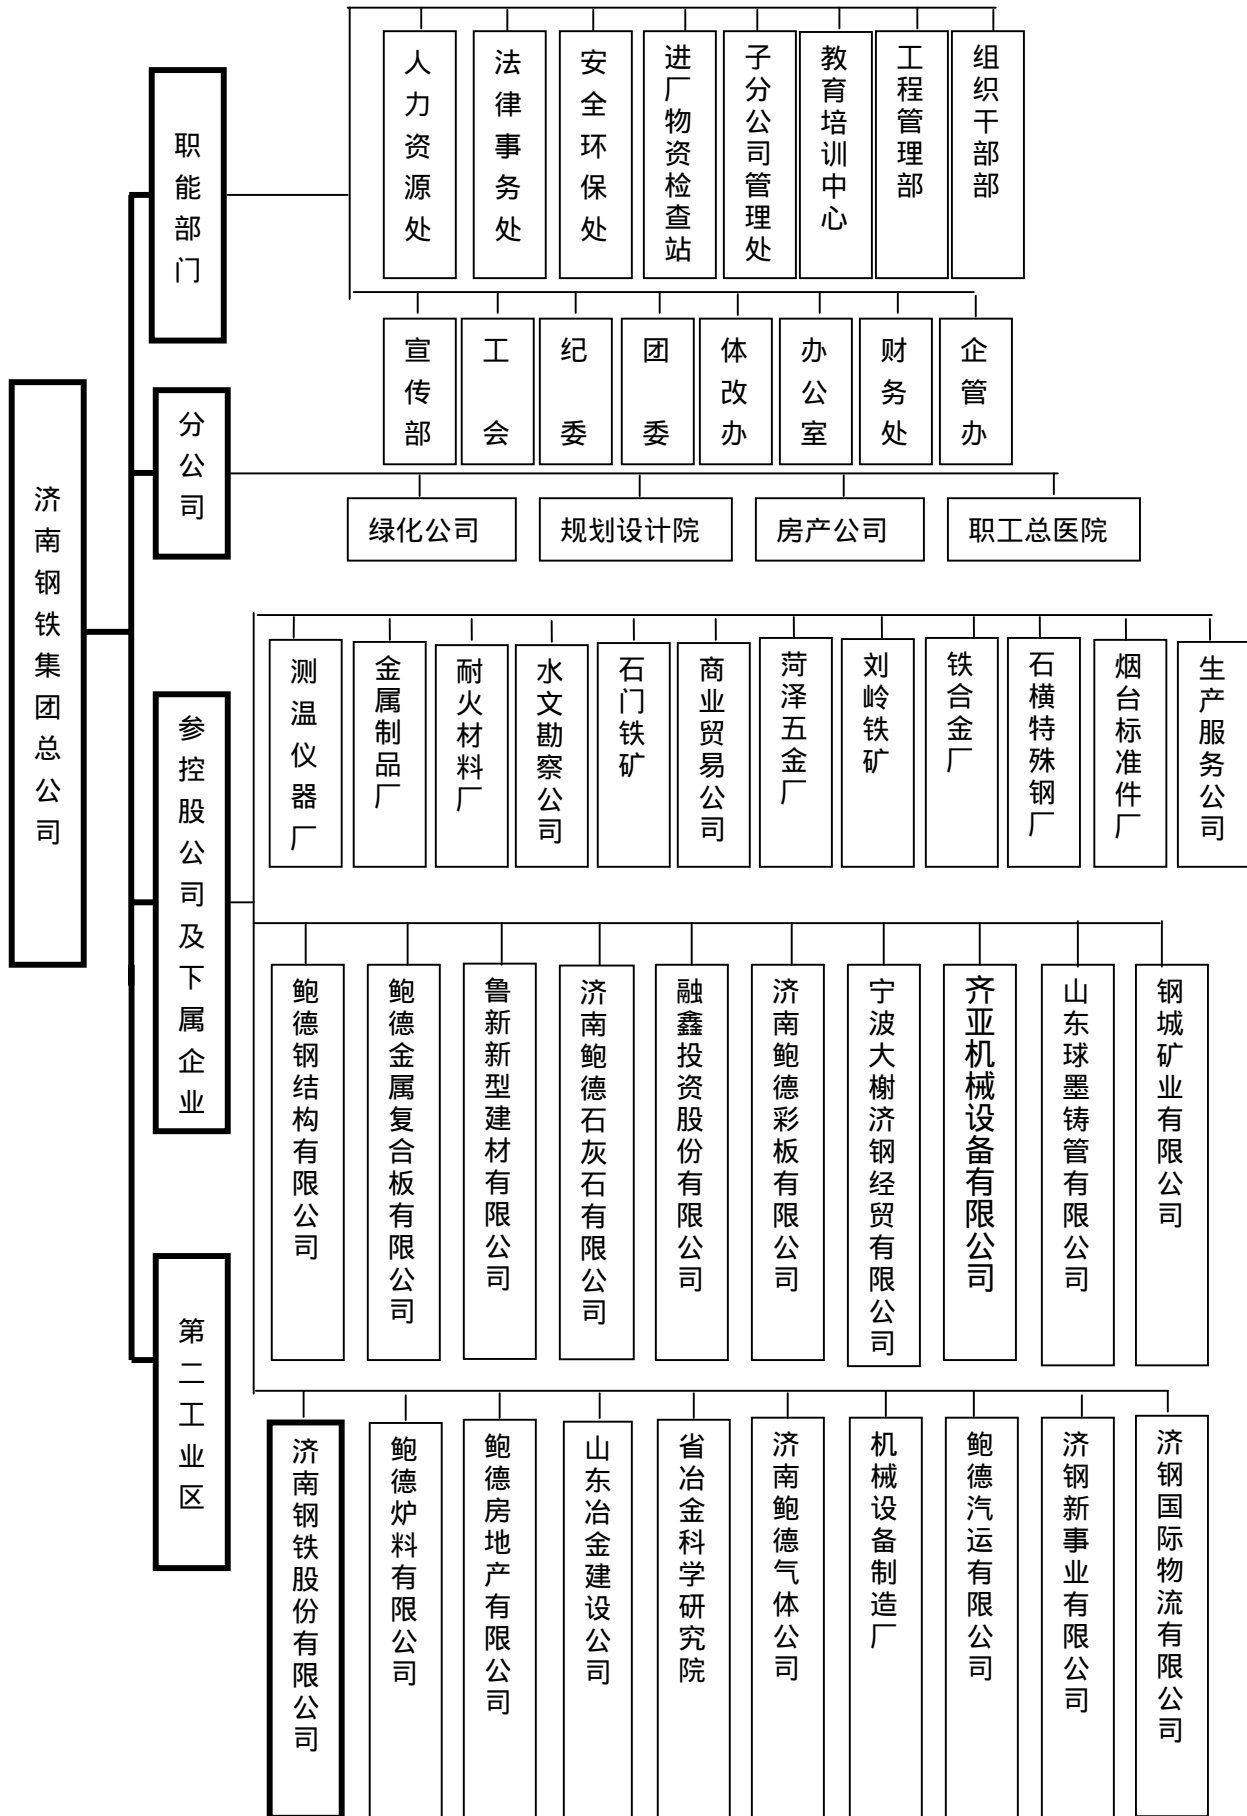 济南钢铁集团总公司
职能部门
人力资源处
法律事务处
安全环保处
进厂物资检查站
子分公司管理处
教育培训中心
工程管理部
组织干部部
宣传部
工会
纪委
团委
体改办
办公室
财务处
企管办
分公司
绿化公司
规划设计院
房产公司
职工总医院
参控股公司及下属企业
测温仪器厂
金属制品厂
耐火材料厂
水文勘察公司
石门铁矿
商业贸易公司
菏泽五金厂
刘岭铁矿
铁合金厂
石横特殊钢厂
烟台标准件厂
生产服务公司
鲍德钢结构有限公司
鲍德金属复合板有限公司
鲁新新型建材有限公司
济南鲍德石灰石有限公司
融鑫投资股份有限公司
济南鲍德彩板有限公司
宁波大榭济钢经贸有限公司
齐亚机械设备有限公司
山东球墨铸管有限公司
钢城矿业有限公司
济南钢铁股份有限公司
鲍德炉料有限公司
鲍德房地产有限公司
山东冶金建设公司
省冶金科学研究院
济南鲍德气体公司
机械设备制造厂
鲍德汽运有限公司
济钢新事业有限公司
济钢国际物流有限公司
第二工业区